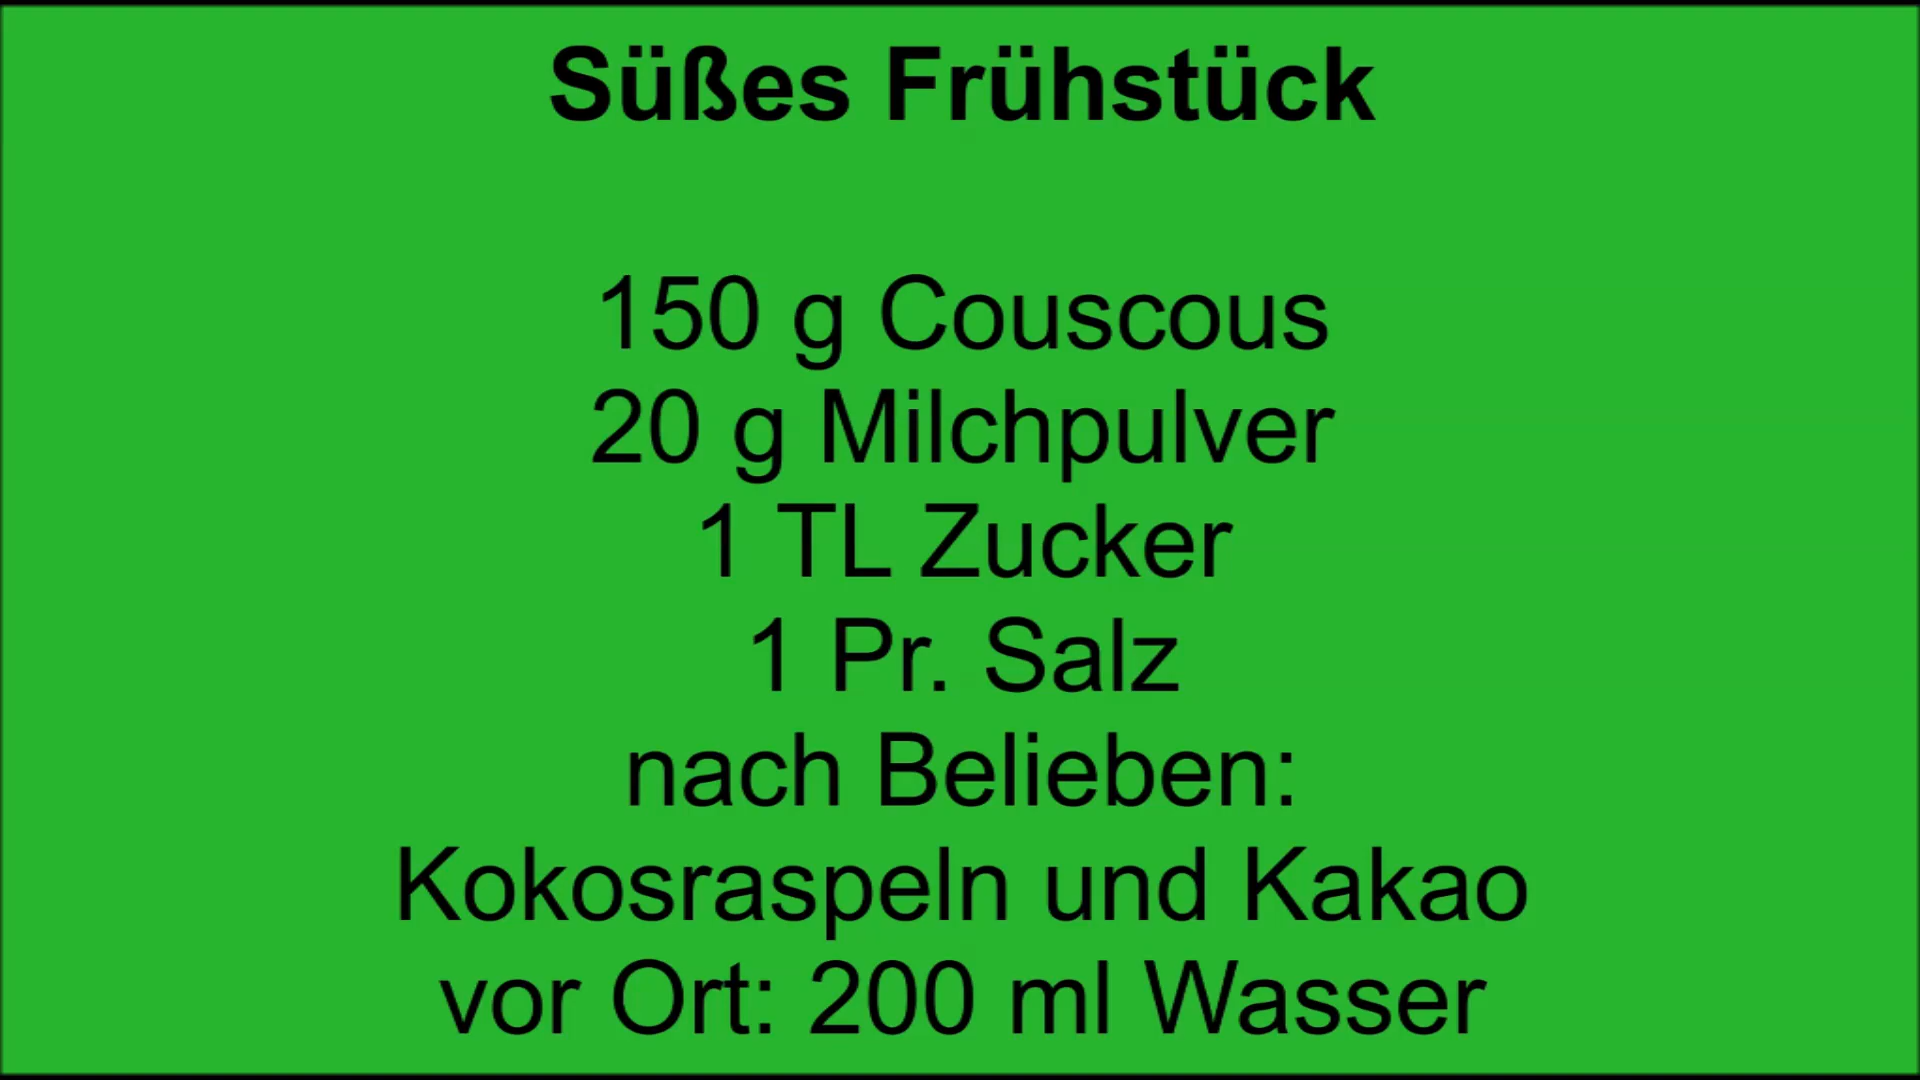 Süßes Frühstück
150 g Couscous
20 g Milchpulver
1 TL Zucker
1 Pr. Salz
nach Belieben:
Kokosraspeln und Kakao
vor Ort: 200 ml Wasser